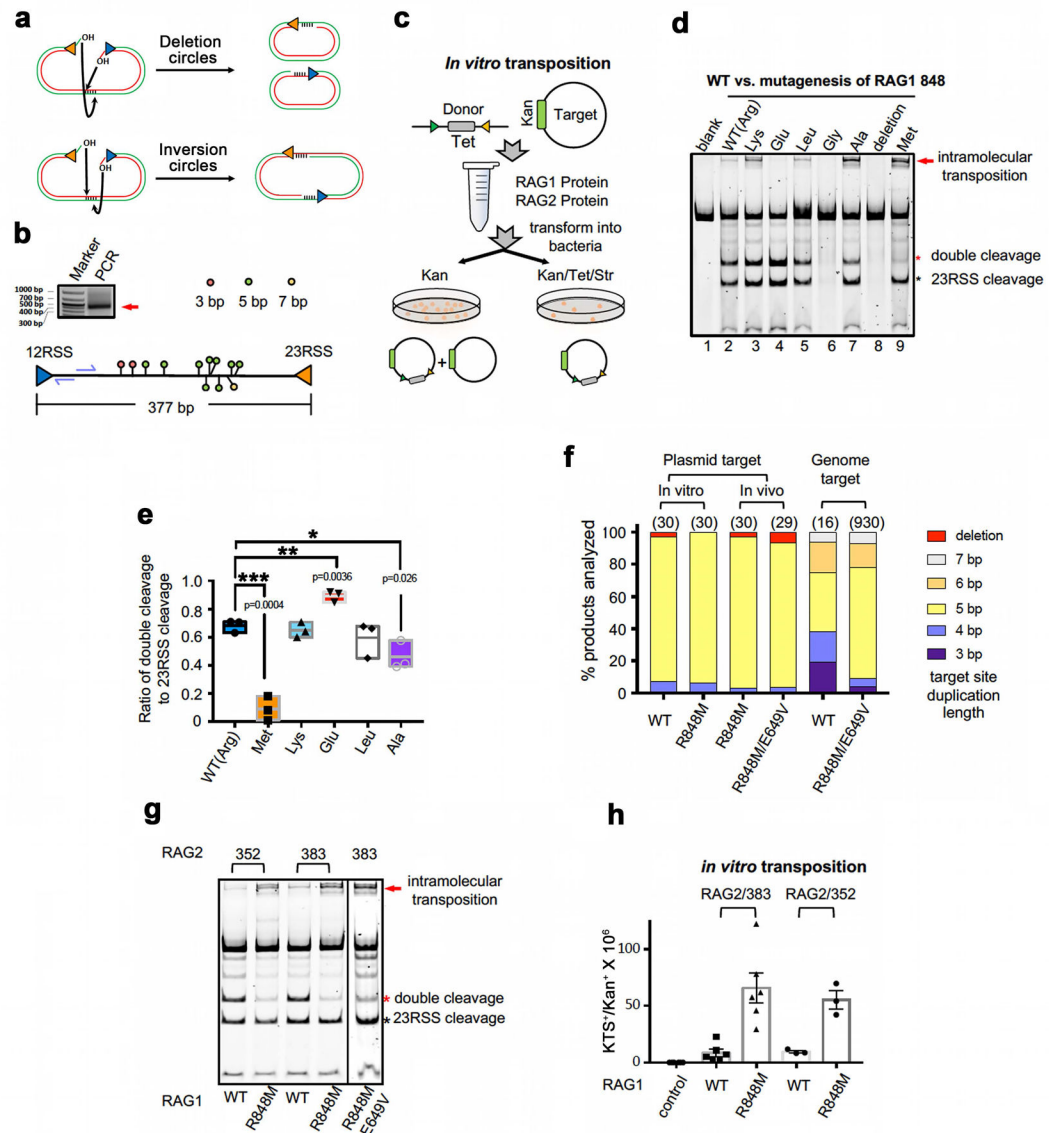 a
OH
OH
Deletion
circles
OH
OH
Inversion
circles
b
Marker
PCR
1000 bp
700 bp
500 bp
400 bp
300 bp
3 bp
5 bp
7 bp
12RSS
23RSS
377 bp
c
In vitro transposition
Donor
Tet
Kan
Target
RAG1 Protein
RAG2 Protein
transform into
bacteria
Kan
Kan/Tet/Str
+
d
WT vs. mutagenesis of RAG1 848
blank
WT(Arg)
Lys
Glu
Leu
Gly
Ala
deletion
Met
intramolecular
transposition
* double cleavage
* 23RSS cleavage
1 2 3 4 5 6 7 8 9
e
Ratio of double cleavage
to 23RSS cleavage
1.0
0.8
0.6
0.4
0.2
0
*
**
***
p=0.0004
p=0.0036
p=0.026
WT(Arg)
Met
Lys
Glu
Leu
Ala
f
Plasmid target
Genome
target
In vitro
In vivo
(30) (30) (30) (29) (16) (930)
% products analyzed
100
80
60
40
20
0
WT
R848M
R848M
R848M/E649V
WT
R848M/E649V
deletion
7 bp
6 bp
5 bp
4 bp
3 bp
target site
duplication
length
g
RAG2
352
383
383
intramolecular
transposition
* double cleavage
* 23RSS cleavage
RAG1
WT
R848M
WT
R848M
R848M
E649V
h
in vitro transposition
RAG2/383
RAG2/352
KTS+/Kan+ X 10⁶
100
50
0
RAG1
control
WT
R848M
WT
R848M